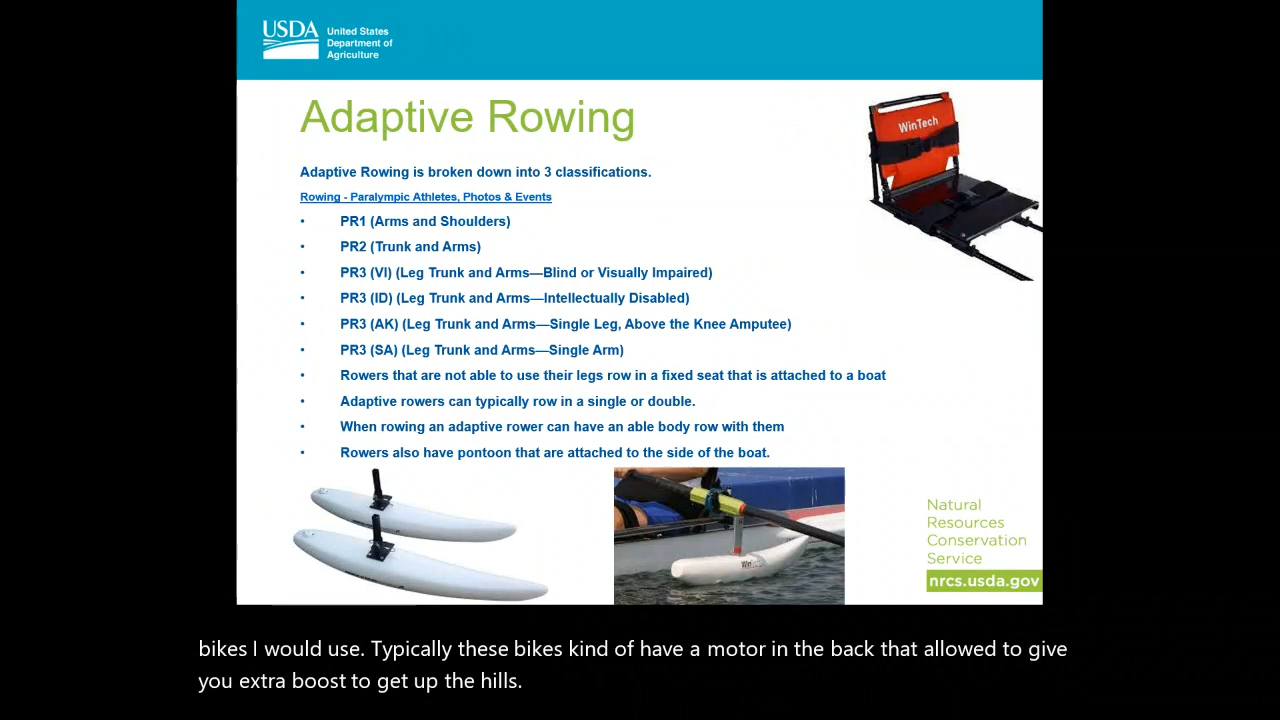 USDA
United States
Department of
Agriculture
Adaptive Rowing
WinTech
Adaptive Rowing is broken down into 3 classifications.
Rowing - Paralympic Athletes, Photos & Events
• PR1 (Arms and Shoulders)
• PR2 (Trunk and Arms)
• PR3 (VI) (Leg Trunk and Arms—Blind or Visually Impaired)
• PR3 (ID) (Leg Trunk and Arms—Intellectually Disabled)
• PR3 (AK) (Leg Trunk and Arms—Single Leg, Above the Knee Amputee)
• PR3 (SA) (Leg Trunk and Arms—Single Arm)
• Rowers that are not able to use their legs row in a fixed seat that is attached to a boat
• Adaptive rowers can typically row in a single or double.
• When rowing an adaptive rower can have an able body row with them
• Rowers also have pontoon that are attached to the side of the boat.
Natural
Resources
Conservation
Service
nrcs.usda.gov
bikes I would use. Typically these bikes kind of have a motor in the back that allowed to give
you extra boost to get up the hills.